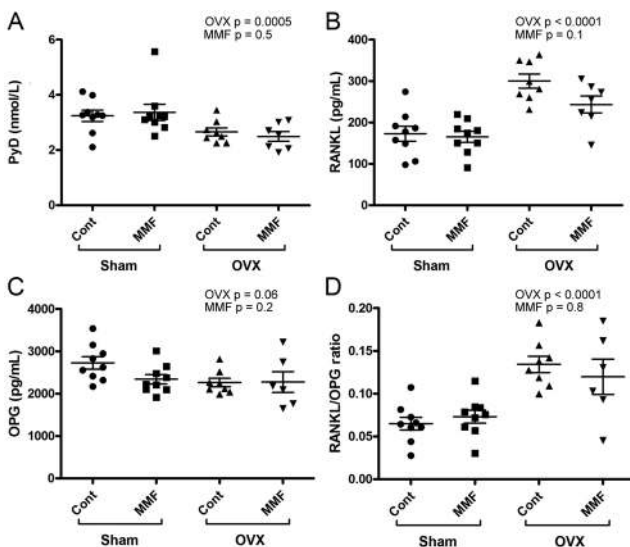 A
OVX p = 0.0005
MMF p = 0.5
PyD (nmol/L)
6
4
2
0
Cont
MMF
Cont
MMF
Sham
OVX
B
OVX p < 0.0001
MMF p = 0.1
RANKL (pg/mL)
400
300
200
100
0
Cont
MMF
Cont
MMF
Sham
OVX
C
OVX p = 0.06
MMF p = 0.2
OPG (pg/mL)
4000
3000
2000
1000
0
Cont
MMF
Cont
MMF
Sham
OVX
D
OVX p < 0.0001
MMF p = 0.8
RANKL/OPG ratio
0.20
0.15
0.10
0.05
0.00
Cont
MMF
Cont
MMF
Sham
OVX